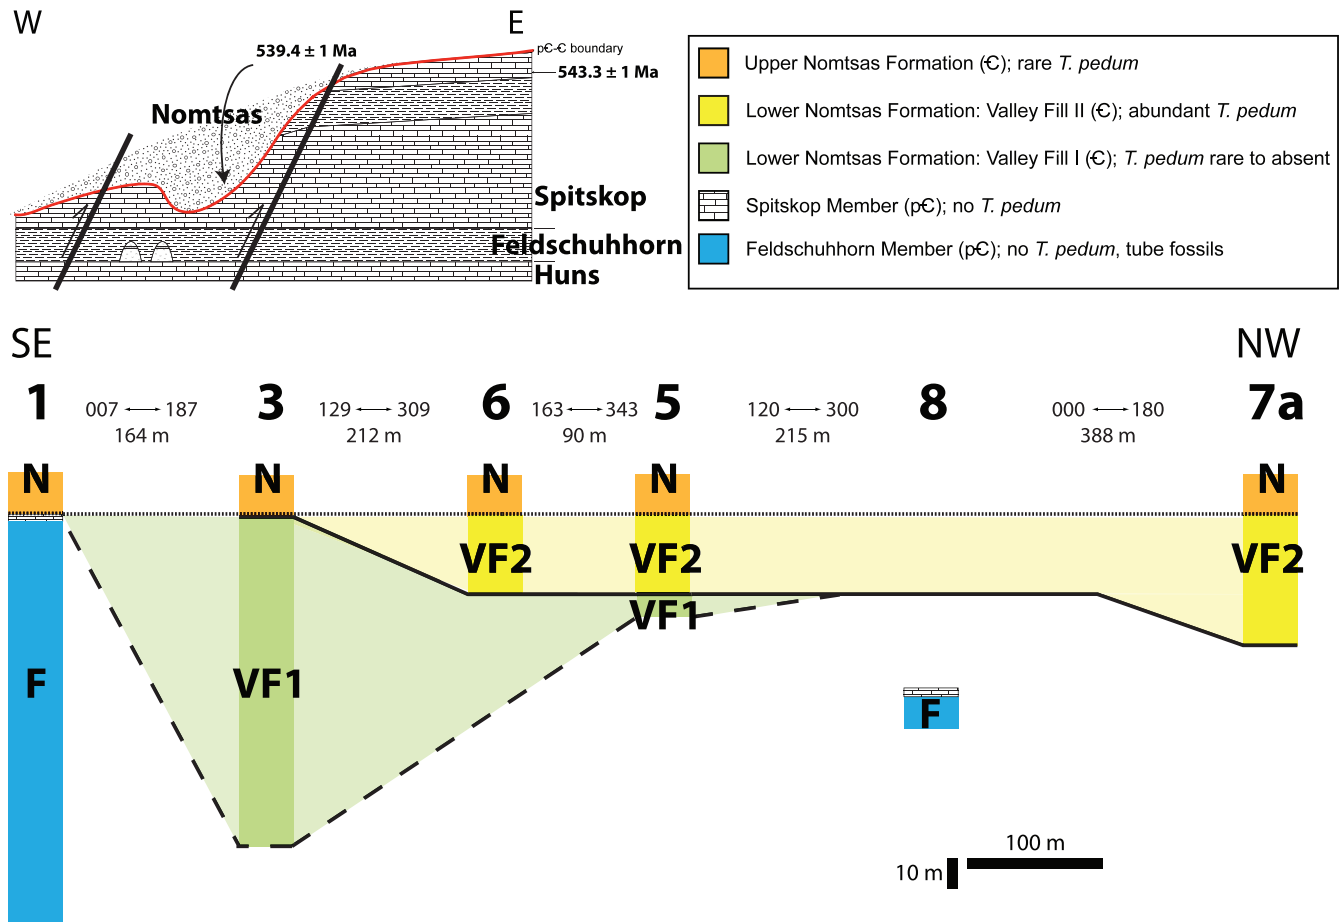 W
E
539.4 ± 1 Ma
pꞒ-Ꞓ boundary
543.3 ± 1 Ma
Nomtsas
Spitskop
Feldschuhhorn
Huns
Upper Nomtsas Formation (Ꞓ); rare T. pedum
Lower Nomtsas Formation: Valley Fill II (Ꞓ); abundant T. pedum
Lower Nomtsas Formation: Valley Fill I (Ꞓ); T. pedum rare to absent
Spitskop Member (pꞒ); no T. pedum
Feldschuhhorn Member (pꞒ); no T. pedum, tube fossils
SE
NW
1 007 ↔ 187 3 129 ↔ 309 6 163 ↔ 343 5 120 ↔ 300 8 000 ↔ 180 7a
164 m 212 m 90 m 215 m 388 m
N N N N N
VF2 VF2 VF2
VF1
F VF1
F
100 m
10 m